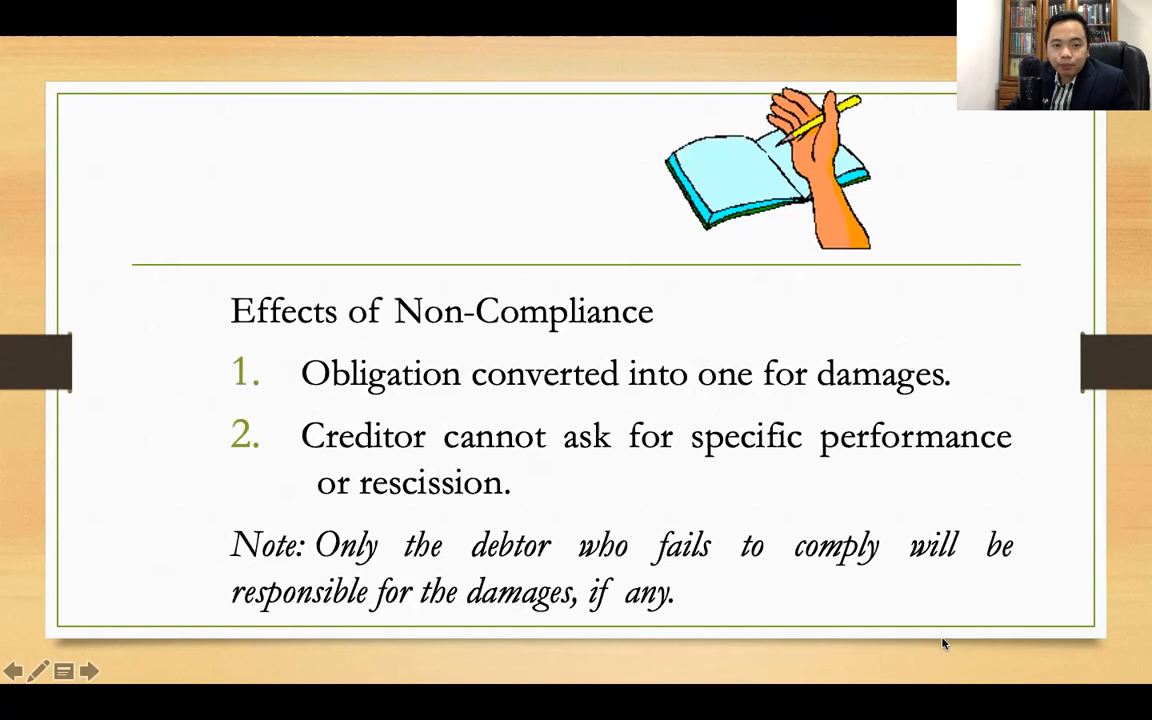 Effects of Non-Compliance
1. Obligation converted into one for damages.
2. Creditor cannot ask for specific performance
or rescission.
Note: Only the debtor who fails to comply will be
responsible for the damages, if any.